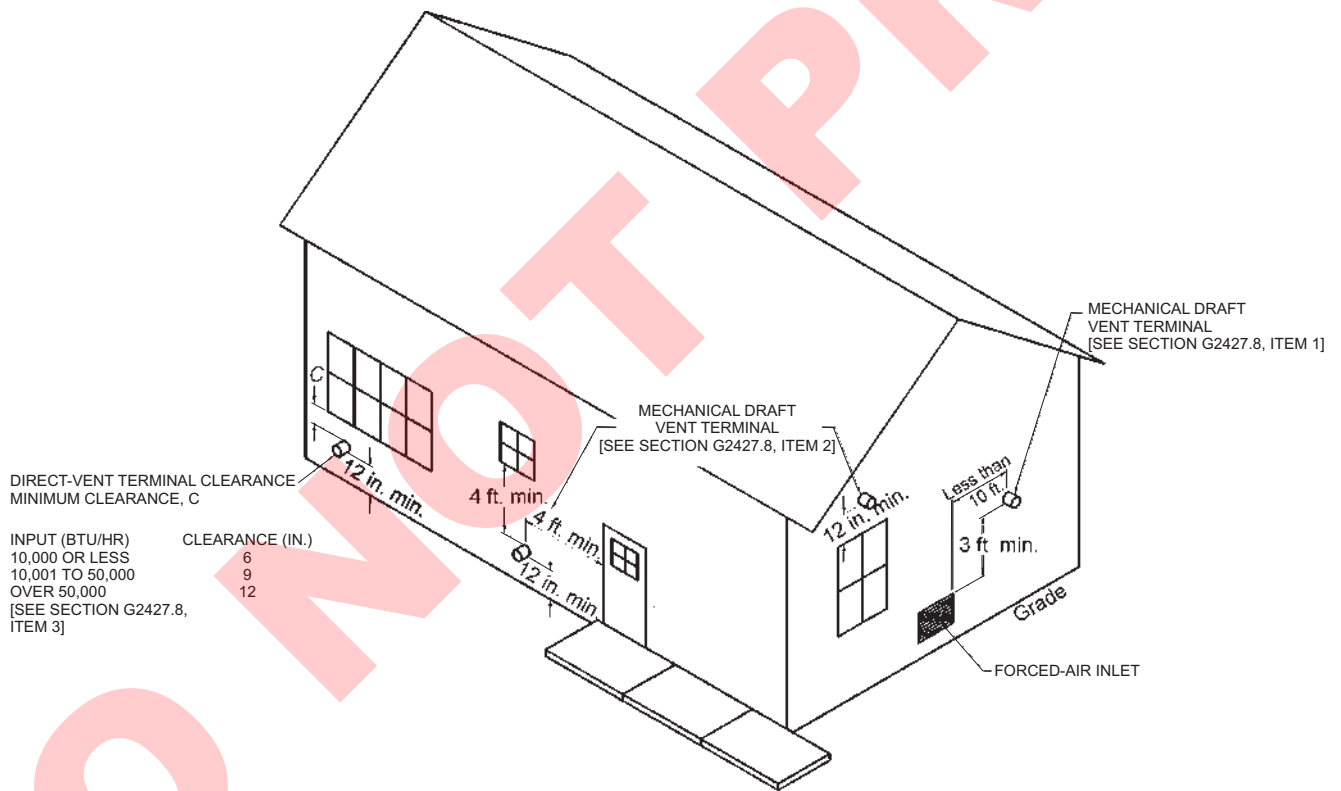 DO NOT PR
MECHANICAL DRAFT
VENT TERMINAL
[SEE SECTION G2427.8, ITEM 1]
MECHANICAL DRAFT
VENT TERMINAL
[SEE SECTION G2427.8, ITEM 2]
C
12 in. min.
4 ft. min.
4 ft. min.
12 in. min.
12 in. min.
Less than
10 ft.
3 ft min.
Grade
FORCED-AIR INLET
DIRECT-VENT TERMINAL CLEARANCE
MINIMUM CLEARANCE, C
INPUT (BTU/HR) CLEARANCE (IN.)
10,000 OR LESS 6
10,001 TO 50,000 9
OVER 50,000 12
[SEE SECTION G2427.8,
ITEM 3]